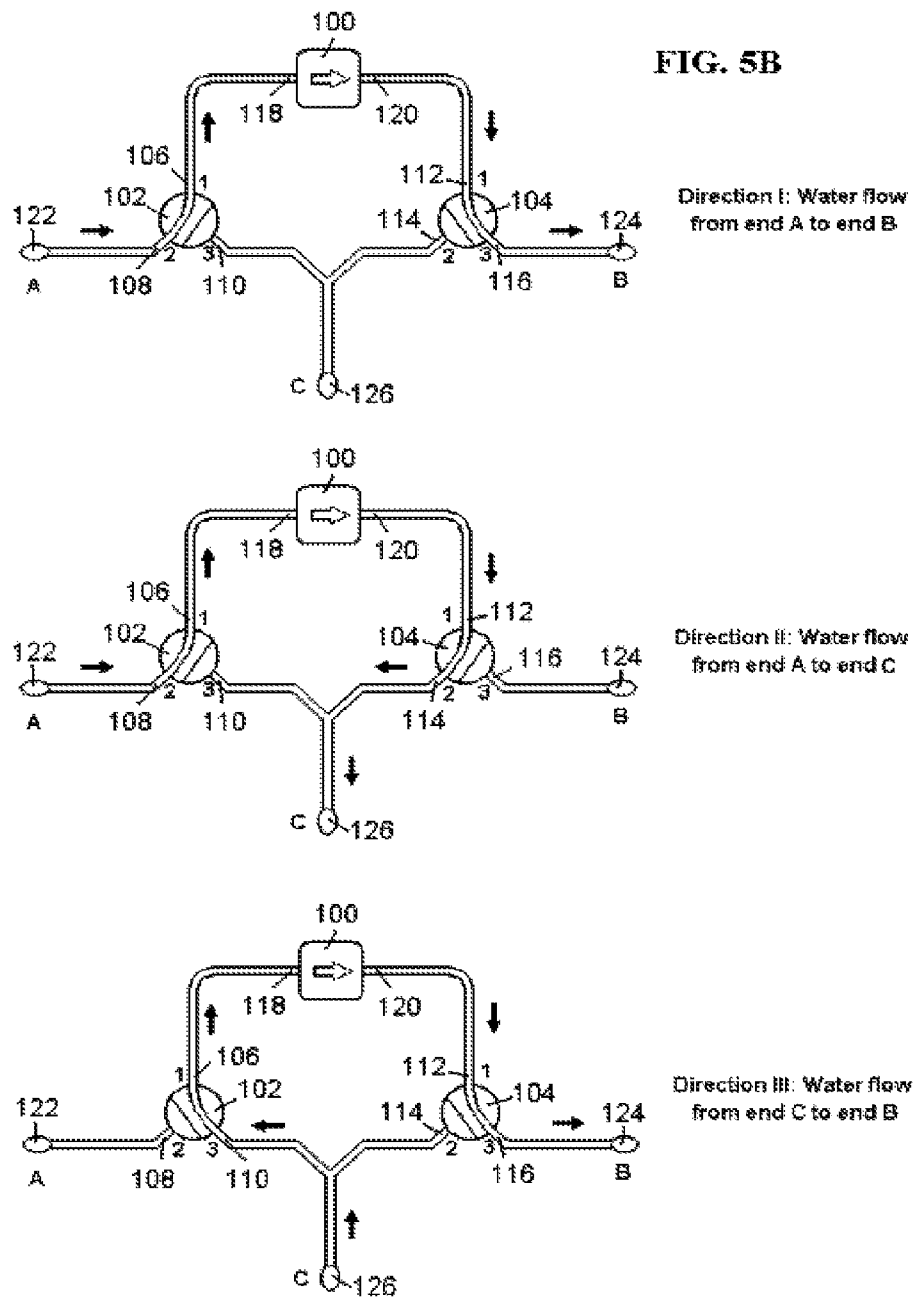 FIG. 5B
100
118 120
106 1 112 1
102 104
122 114 124
Direction I: Water flow
from end A to end B
A 2 3 2 3 B
108 110 116
C 126
100
118 120
106 1 1 112
102 104 116
122 124
Direction II: Water flow
from end A to end C
A 2 3 2 3 B
108 110 114
C 126
100
118 120
1 106 112 1
102 104
122 114 124
Direction III: Water flow
from end C to end B
A 2 3 2 3 B
108 110 116
C 126